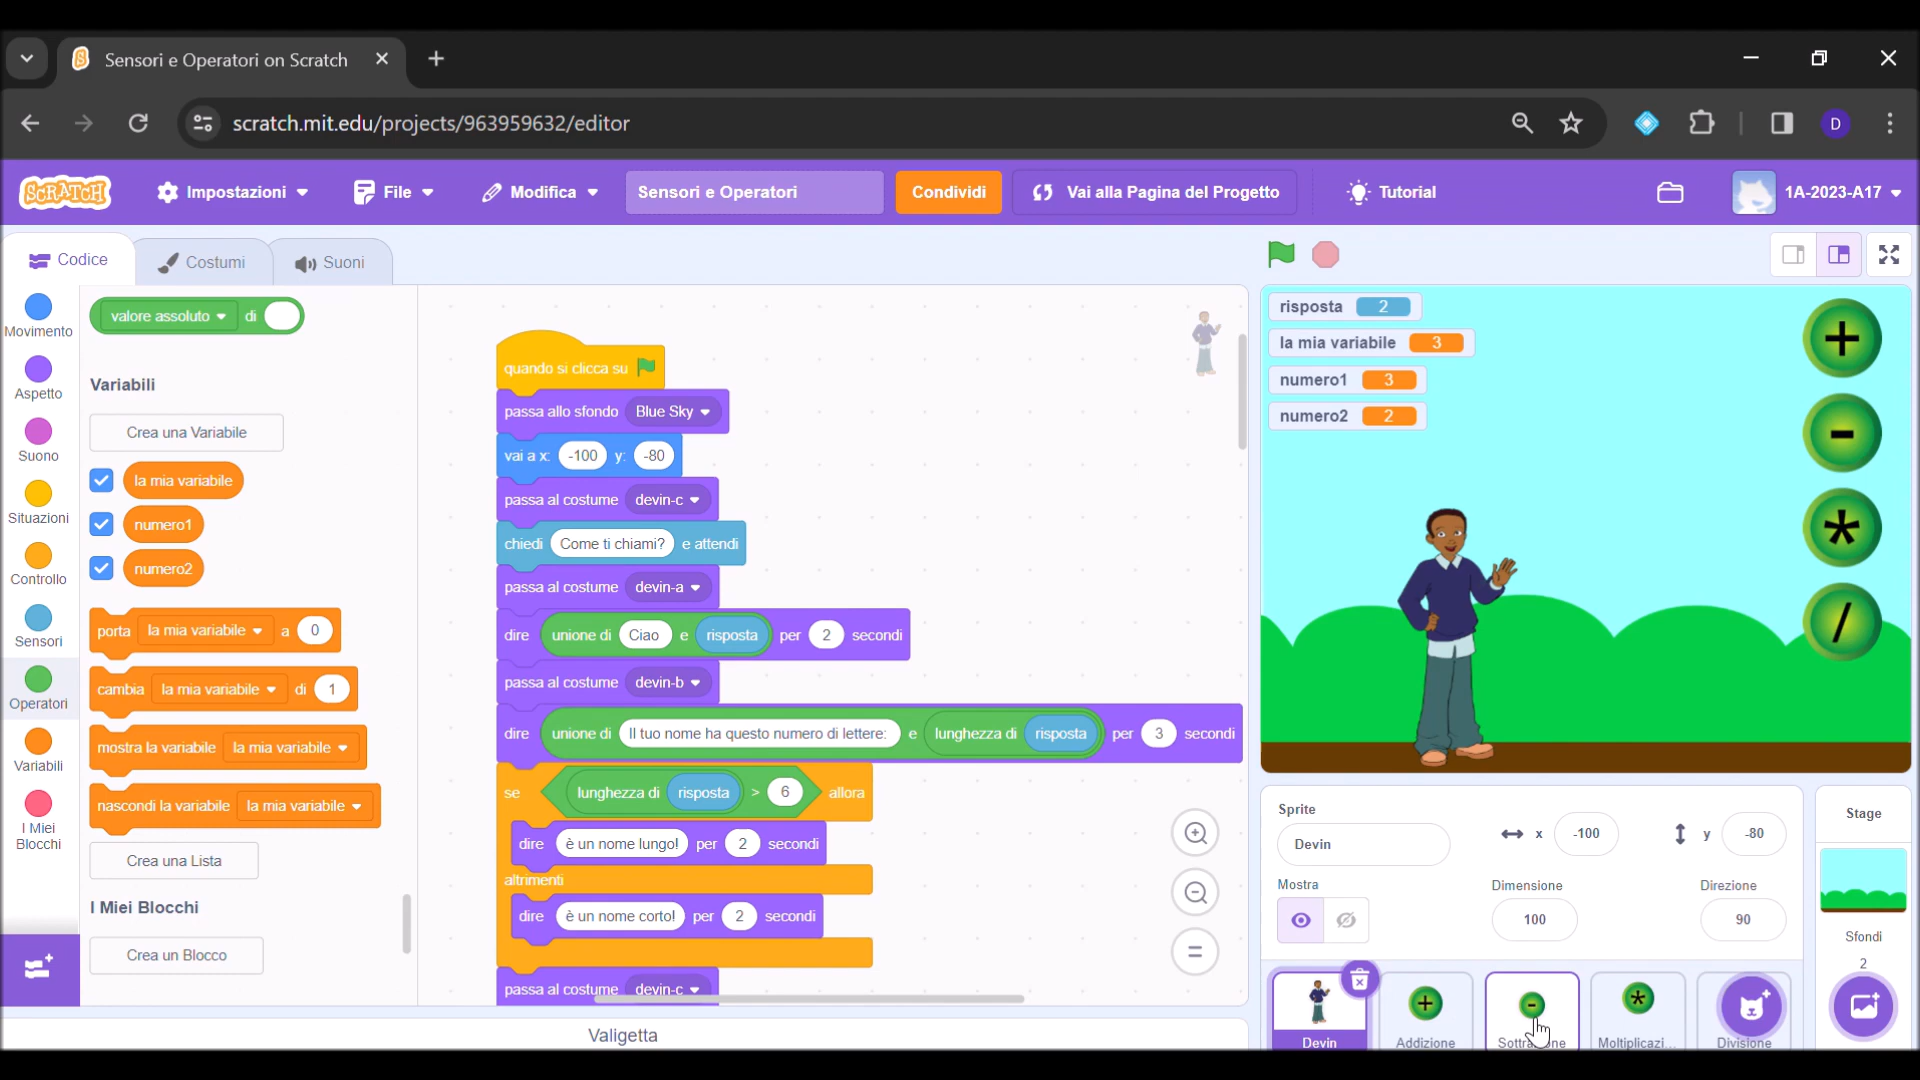 Sensori e Operatori on Scratch
scratch.mit.edu/projects/963959632/editor
D
SCRATCH
Impostazioni
File
Modifica
Sensori e Operatori
Condividi
Vai alla Pagina del Progetto
Tutorial
1A-2023-A17
Codice
Costumi
Suoni
Movimento
Aspetto
Suono
Situazioni
Controllo
Sensori
Operatori
Variabili
I Miei
Blocchi
valore assoluto di
Variabili
Crea una Variabile
la mia variabile
numero1
numero2
porta la mia variabile a 0
cambia la mia variabile di 1
mostra la variabile la mia variabile
nascondi la variabile la mia variabile
Crea una Lista
I Miei Blocchi
Crea un Blocco
quando si clicca su
passa allo sfondo Blue Sky
vai a x: -100 y: -80
passa al costume devin-c
chiedi Come ti chiami? e attendi
passa al costume devin-a
dire unione di Ciao e risposta per 2 secondi
passa al costume devin-b
dire unione di Il tuo nome ha questo numero di lettere: e lunghezza di risposta per 3 secondi
se lunghezza di risposta > 6 allora
dire è un nome lungo! per 2 secondi
altrimenti
dire è un nome corto! per 2 secondi
passa al costume devin-c
Valigetta
risposta 2
la mia variabile 3
numero1 3
numero2 2
+
-
*
/
Sprite
Devin
x -100
y -80
Mostra
Dimensione
100
Direzione
90
Devin
Addizione
Moltiplicazi...
Divisione
Stage
Sfondi
2